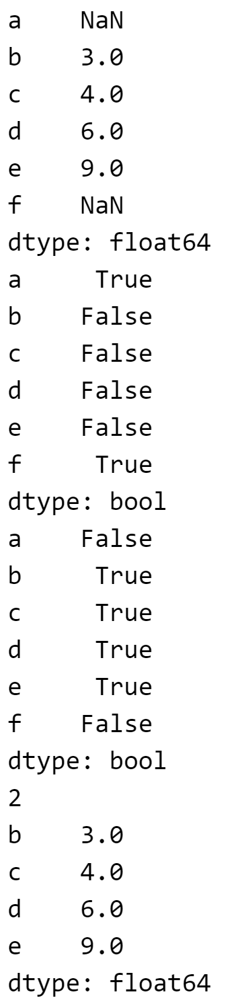 a    NaN
b    3.0
c    4.0
d    6.0
e    9.0
f    NaN
dtype: float64
a     True
b    False
c    False
d    False
e    False
f     True
dtype: bool
a    False
b     True
c     True
d     True
e     True
f    False
dtype: bool
2
b    3.0
c    4.0
d    6.0
e    9.0
dtype: float64